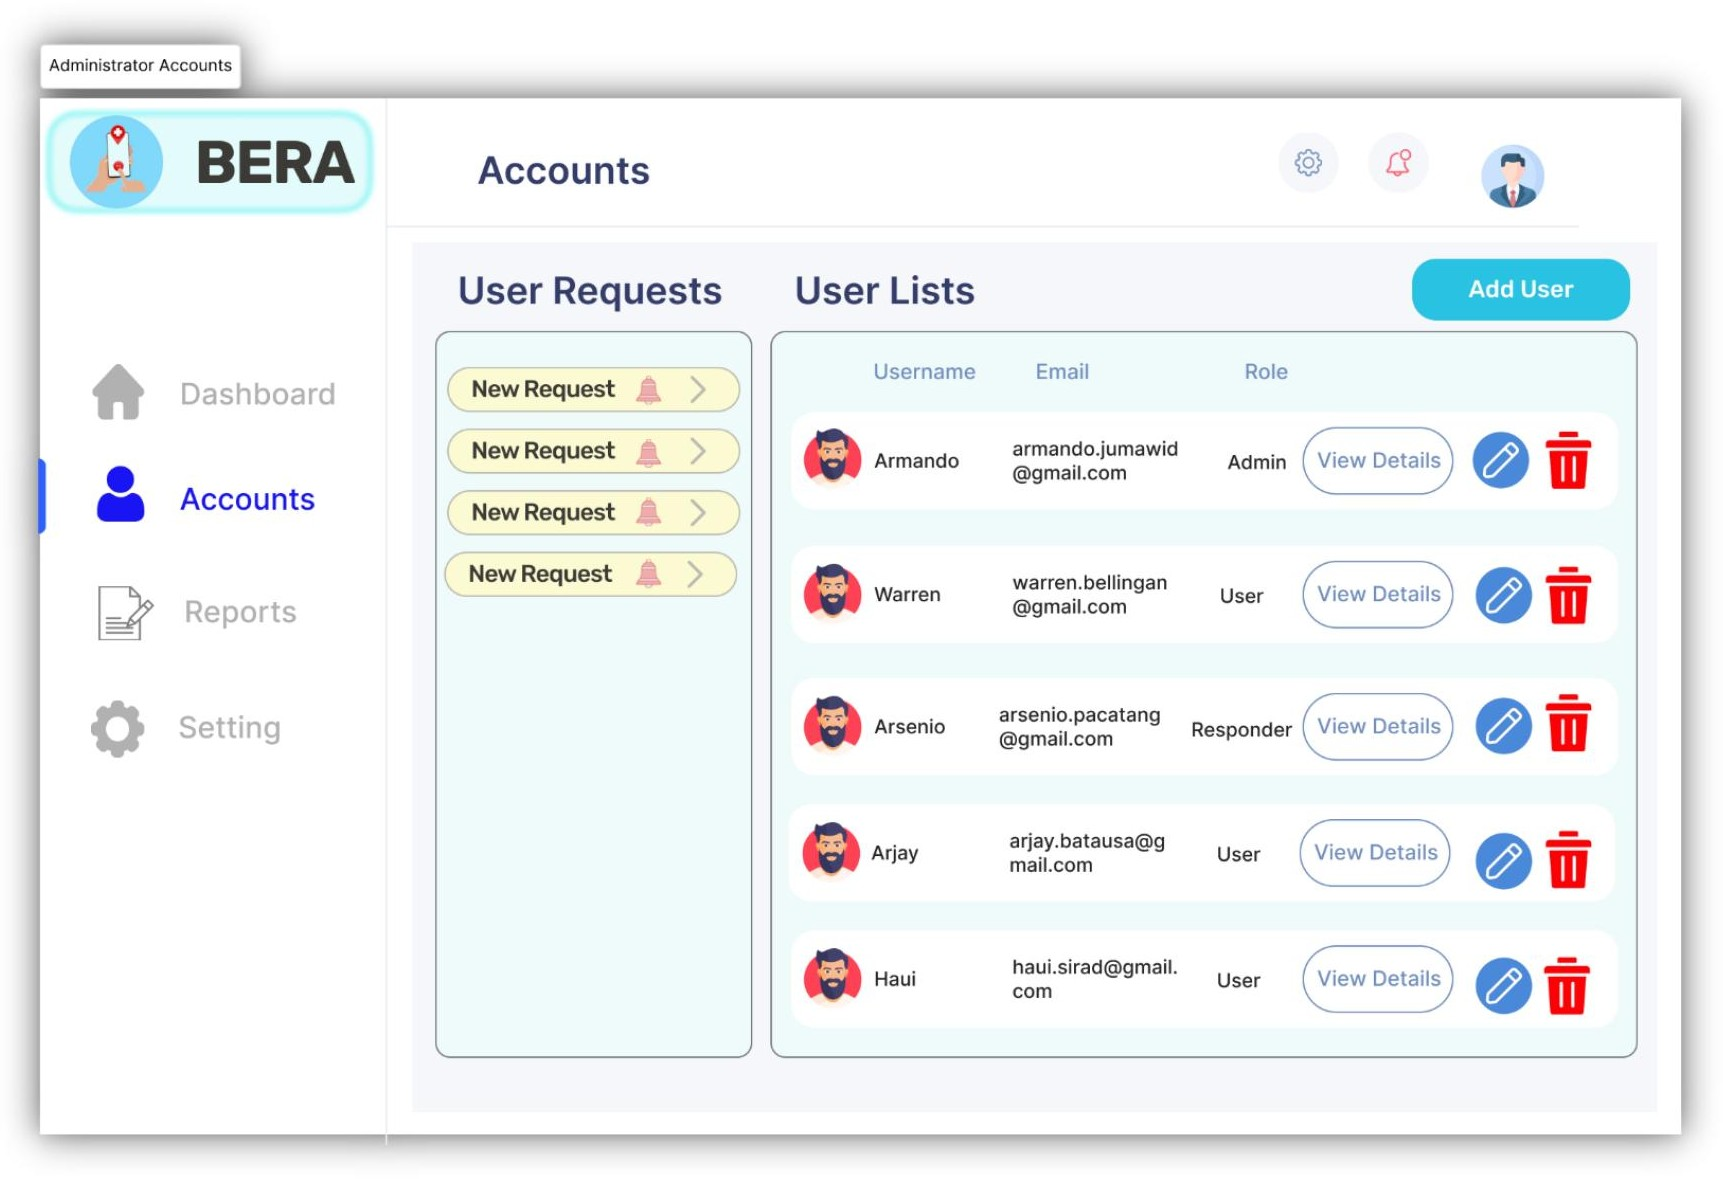 Administrator Accounts
BERA
Accounts
Dashboard
Accounts
Reports
Setting
User Requests
New Request
New Request
New Request
New Request
User Lists
Add User
Username Email Role
Armando armando.jumawid Admin View Details
@gmail.com
Warren warren.bellingan User View Details
@gmail.com
Arsenio arsenio.pacatang Responder View Details
@gmail.com
Arjay arjay.batausa@g User View Details
mail.com
Haui haui.sirad@gmail. User View Details
com